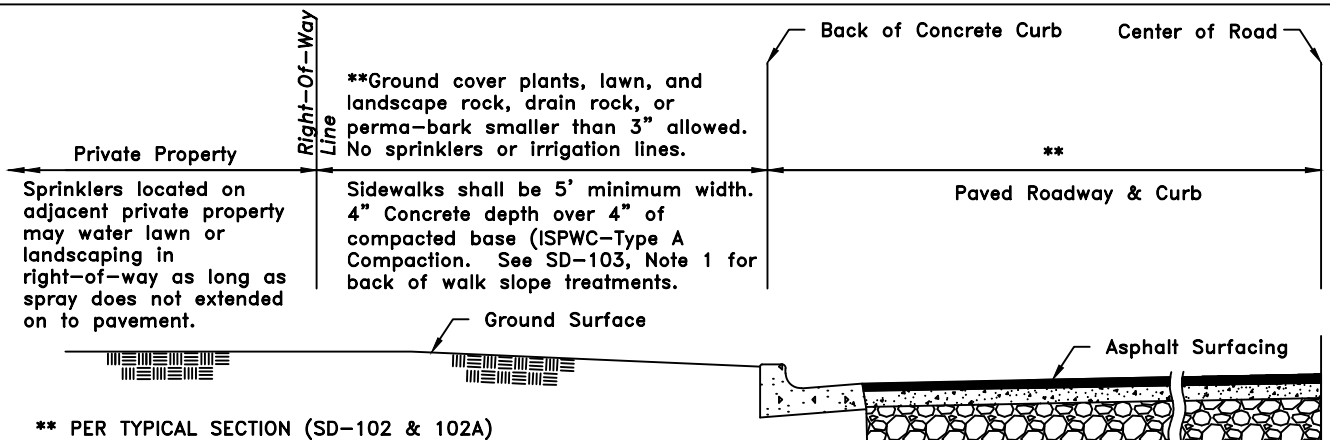 Back of Concrete Curb
Center of Road
Right-Of-Way
Line
**Ground cover plants, lawn, and
landscape rock, drain rock, or
perma-bark smaller than 3" allowed.
No sprinklers or irrigation lines.
Private Property
**
Sprinklers located on
adjacent private property
may water lawn or
landscaping in
right-of-way as long as
spray does not extended
on to pavement.
Sidewalks shall be 5' minimum width.
4" Concrete depth over 4" of
compacted base (ISPWC-Type A
Compaction. See SD-103, Note 1 for
back of walk slope treatments.
Paved Roadway & Curb
Ground Surface
Asphalt Surfacing
** PER TYPICAL SECTION (SD-102 & 102A)